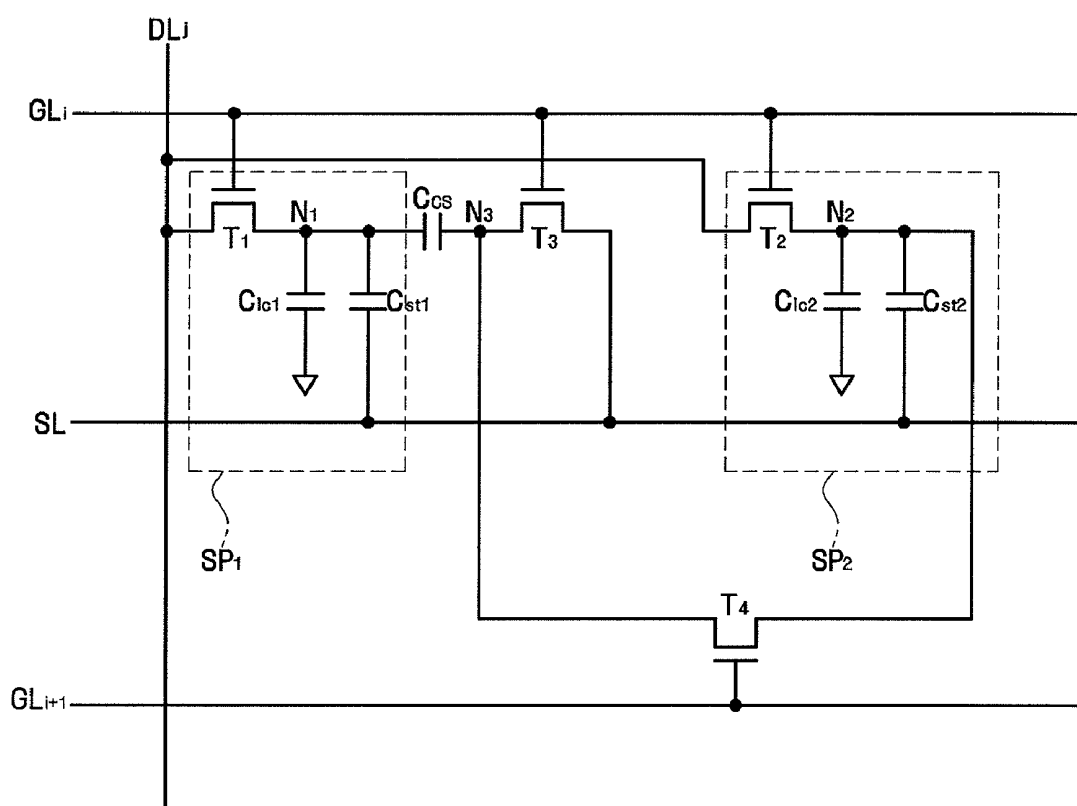 DLj
GLi
CCS
N1
N3
N2
T1
T3
T2
Clc1
Cst1
Clc2
Cst2
SL
SP1
SP2
T4
GLi+1